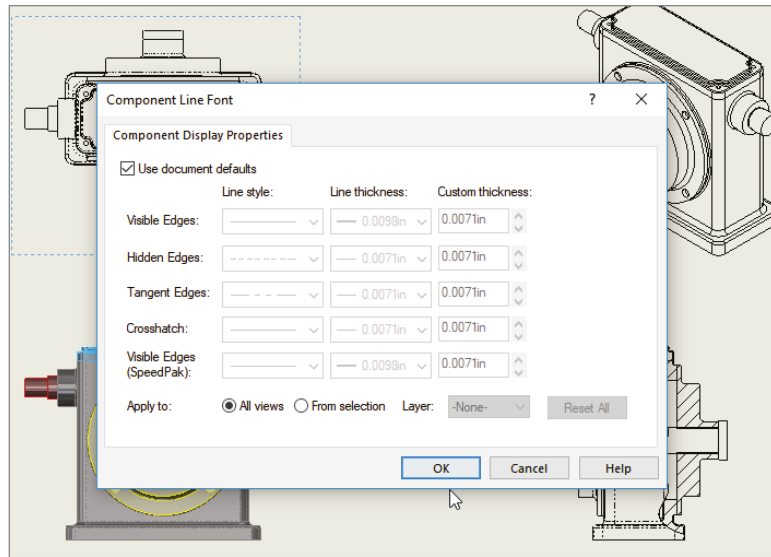 Component Line Font ?
Component Display Properties
Use document defaults
Line style: Line thickness: Custom thickness:
Visible Edges: 0.0098in 0.0071in
Hidden Edges: 0.0071in 0.0071in
Tangent Edges: 0.0071in 0.0071in
Crosshatch: 0.0071in 0.0071in
Visible Edges
(SpeedPak): 0.0098in 0.0071in
Apply to: All views From selection Layer: -None- Reset All
OK Cancel Help